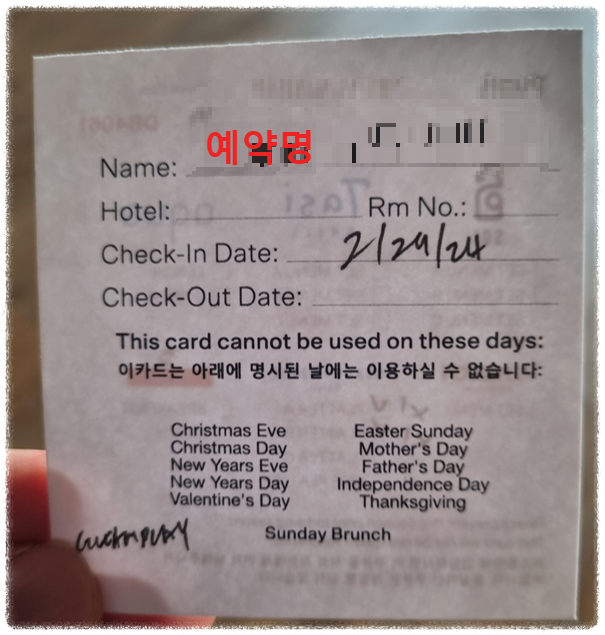 예약명
Name:
Hotel: Rm No.:
Check-In Date: 2/29/24
Check-Out Date:
This card cannot be used on these days:
이카드는 아래에 명시된 날에는 이용하실 수 없습니다:
Christmas Eve Easter Sunday
Christmas Day Mother's Day
New Years Eve Father's Day
New Years Day Independence Day
Valentine's Day Thanksgiving
Sunday Brunch